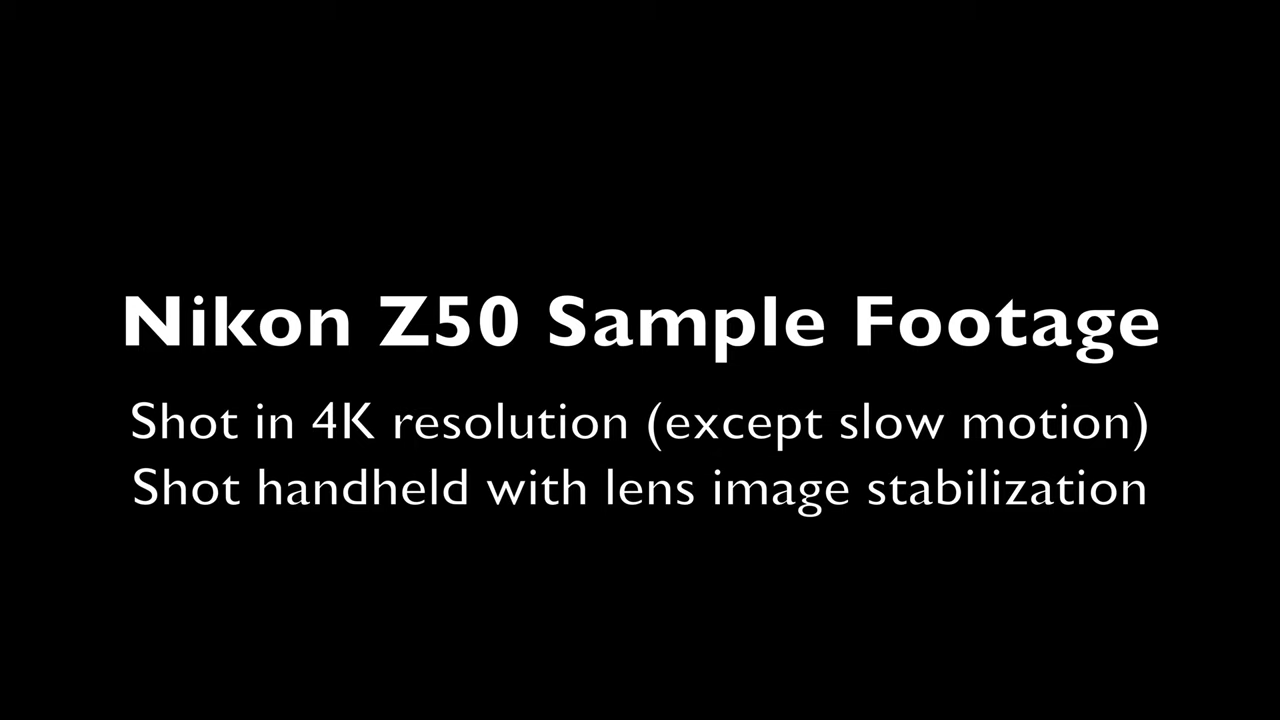 Nikon Z50 Sample Footage
Shot in 4K resolution (except slow motion)
Shot handheld with lens image stabilization